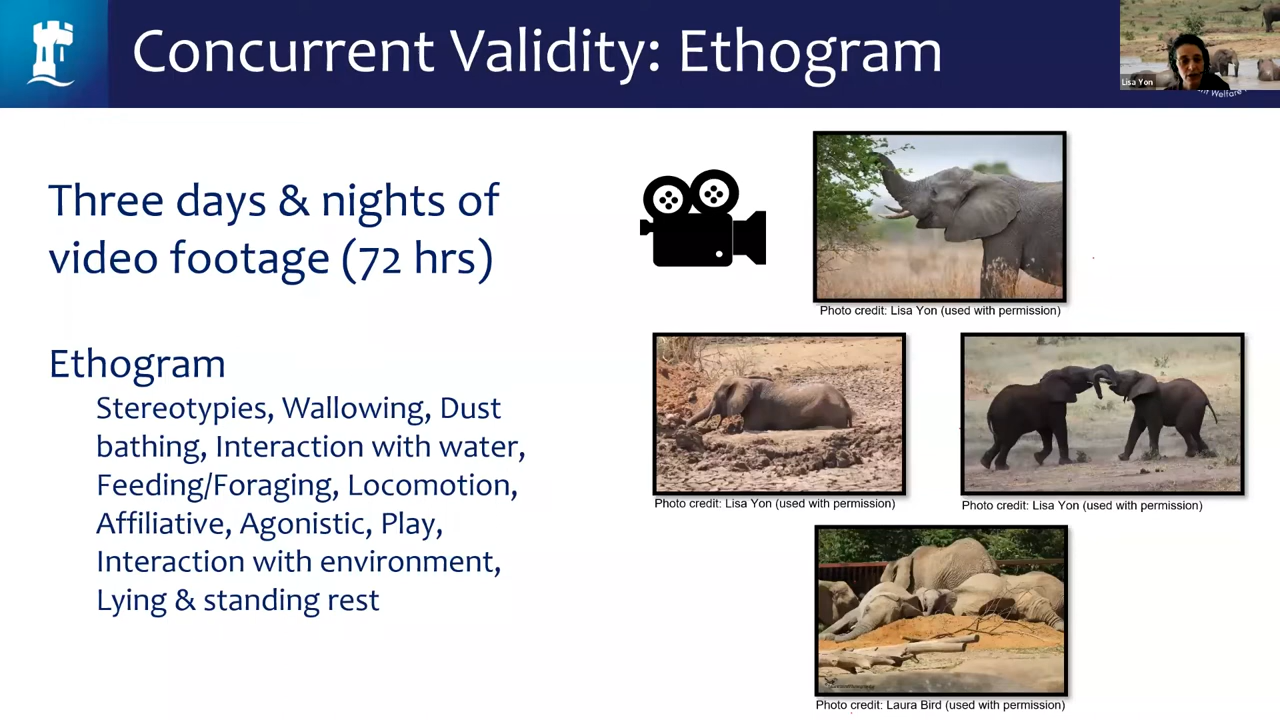 Concurrent Validity: Ethogram
Lisa Yon
Three days & nights of
video footage (72 hrs)
Ethogram
Stereotypies, Wallowing, Dust
bathing, Interaction with water,
Feeding/Foraging, Locomotion,
Affiliative, Agonistic, Play,
Interaction with environment,
Lying & standing rest
Photo credit: Lisa Yon (used with permission)
Photo credit: Lisa Yon (used with permission)
Photo credit: Lisa Yon (used with permission)
Photo credit: Laura Bird (used with permission)